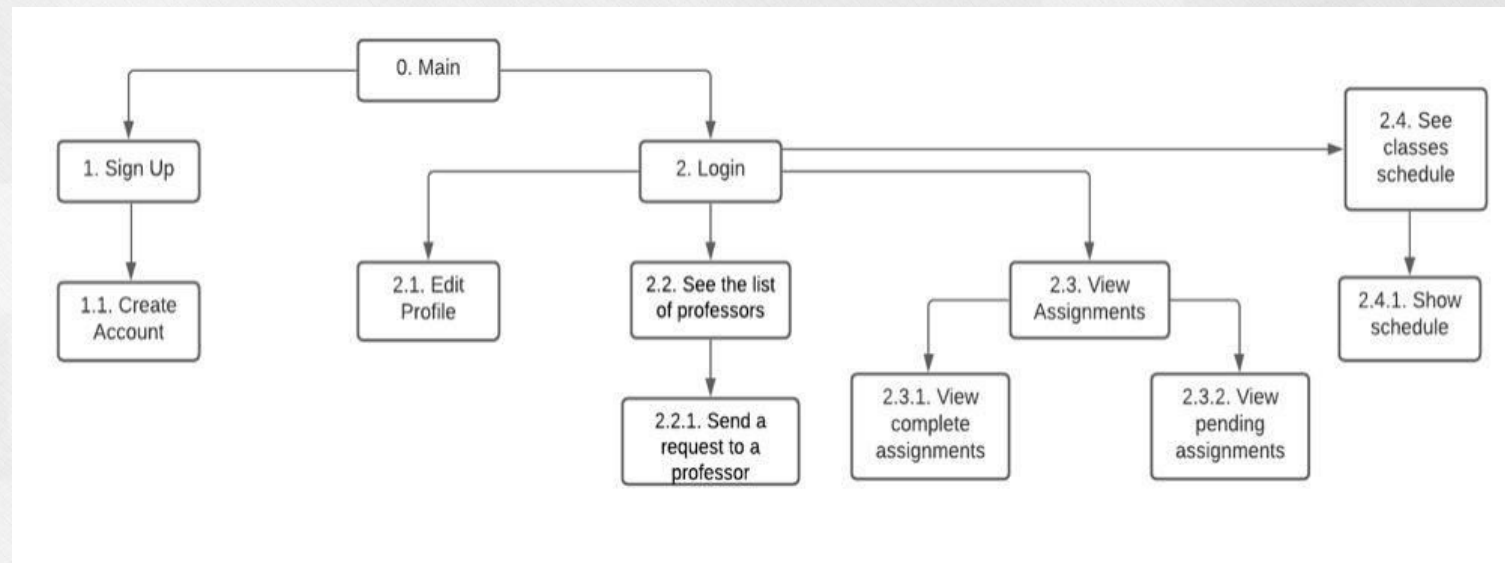 0. Main
1. Sign Up
2. Login
2.4. See
classes
schedule
1.1. Create
Account
2.1. Edit
Profile
2.2. See the list
of professors
2.3. View
Assignments
2.4.1. Show
schedule
2.2.1. Send a
request to a
professor
2.3.1. View
complete
assignments
2.3.2. View
pending
assignments